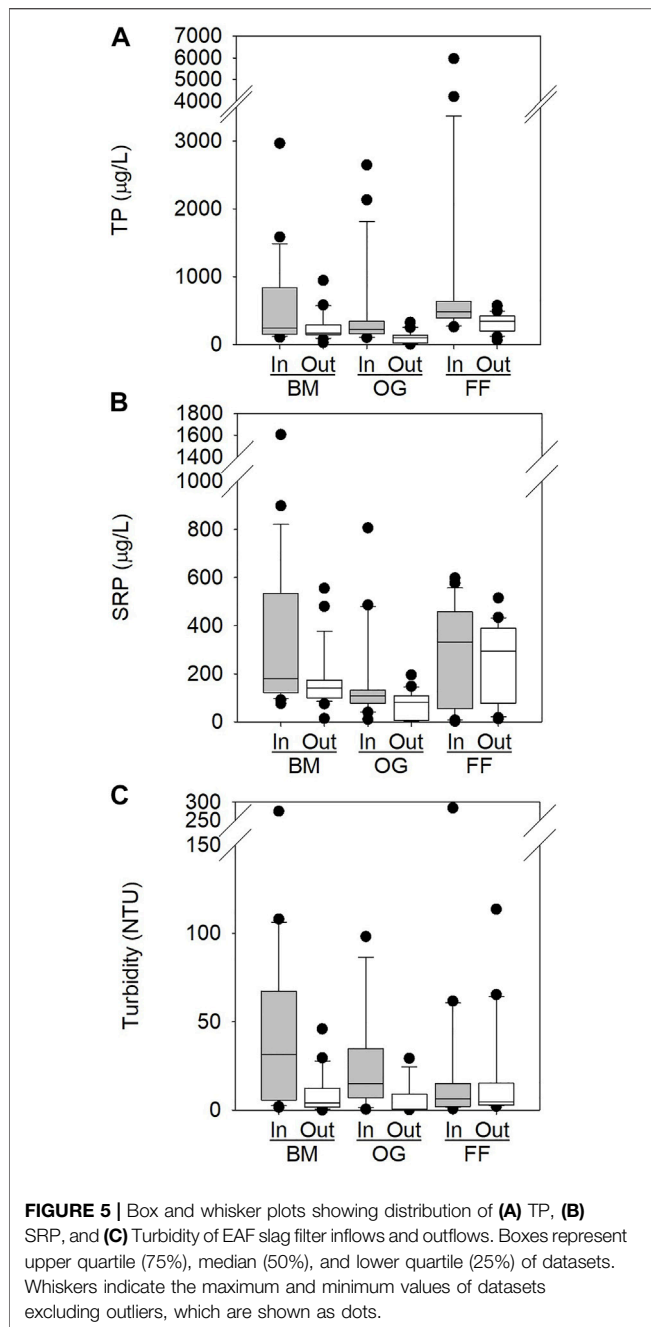 A
7000
6000
5000
4000
3000
2000
1000
0
TP (µg/L)
In Out In Out In Out
BM OG FF
B
1800
1600
1400
1000
800
600
400
200
0
SRP (µg/L)
In Out In Out In Out
BM OG FF
C
300
250
150
100
50
0
Turbidity (NTU)
In Out In Out In Out
BM OG FF
FIGURE 5 | Box and whisker plots showing distribution of (A) TP, (B)
SRP, and (C) Turbidity of EAF slag filter inflows and outflows. Boxes represent
upper quartile (75%), median (50%), and lower quartile (25%) of datasets.
Whiskers indicate the maximum and minimum values of datasets
excluding outliers, which are shown as dots.